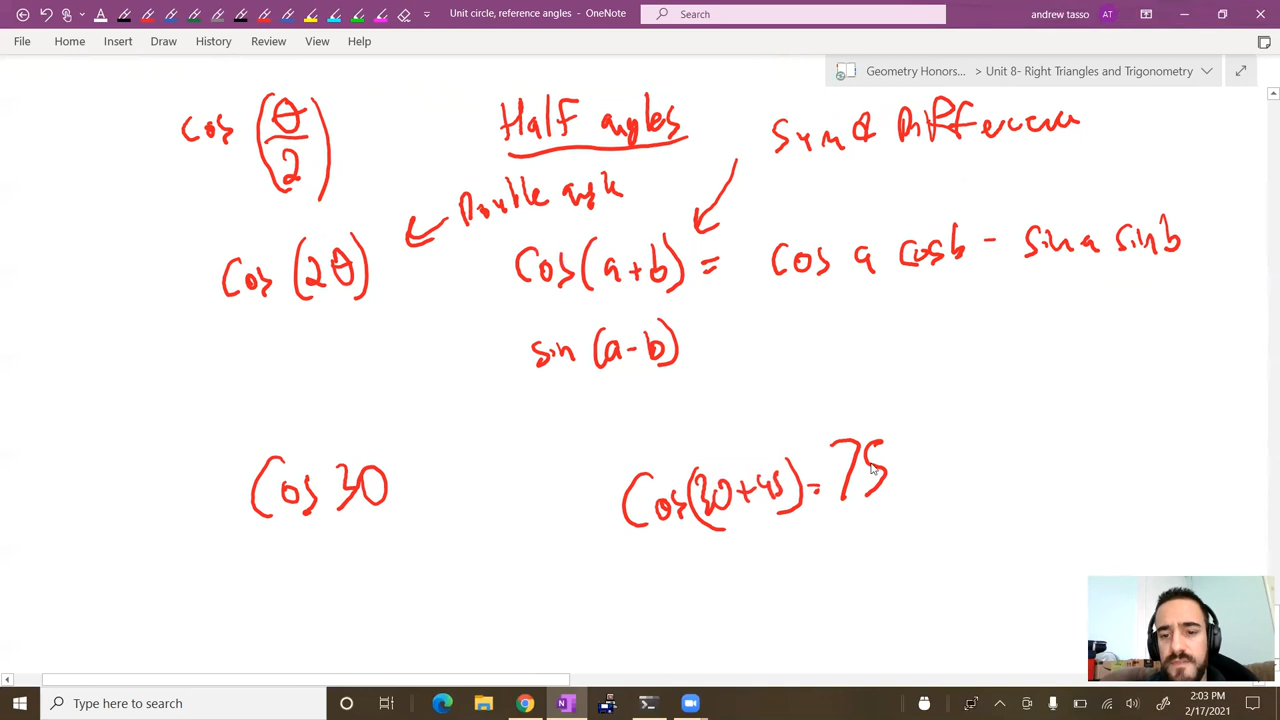 Unit circle, reference angles - OneNote
Search
andrew tasso
AT
File Home Insert Draw History Review View Help
Geometry Honors... > Unit 8- Right Triangles and Trigonometry
cos (θ/2)
Half angles
Sum & Difference
Double angle
cos (2θ)
cos(a+b) = cos a cos b - sin a sin b
sin (a-b)
Cos 30
Cos(30+45) = 75
Type here to search
2:03 PM
2/17/2021